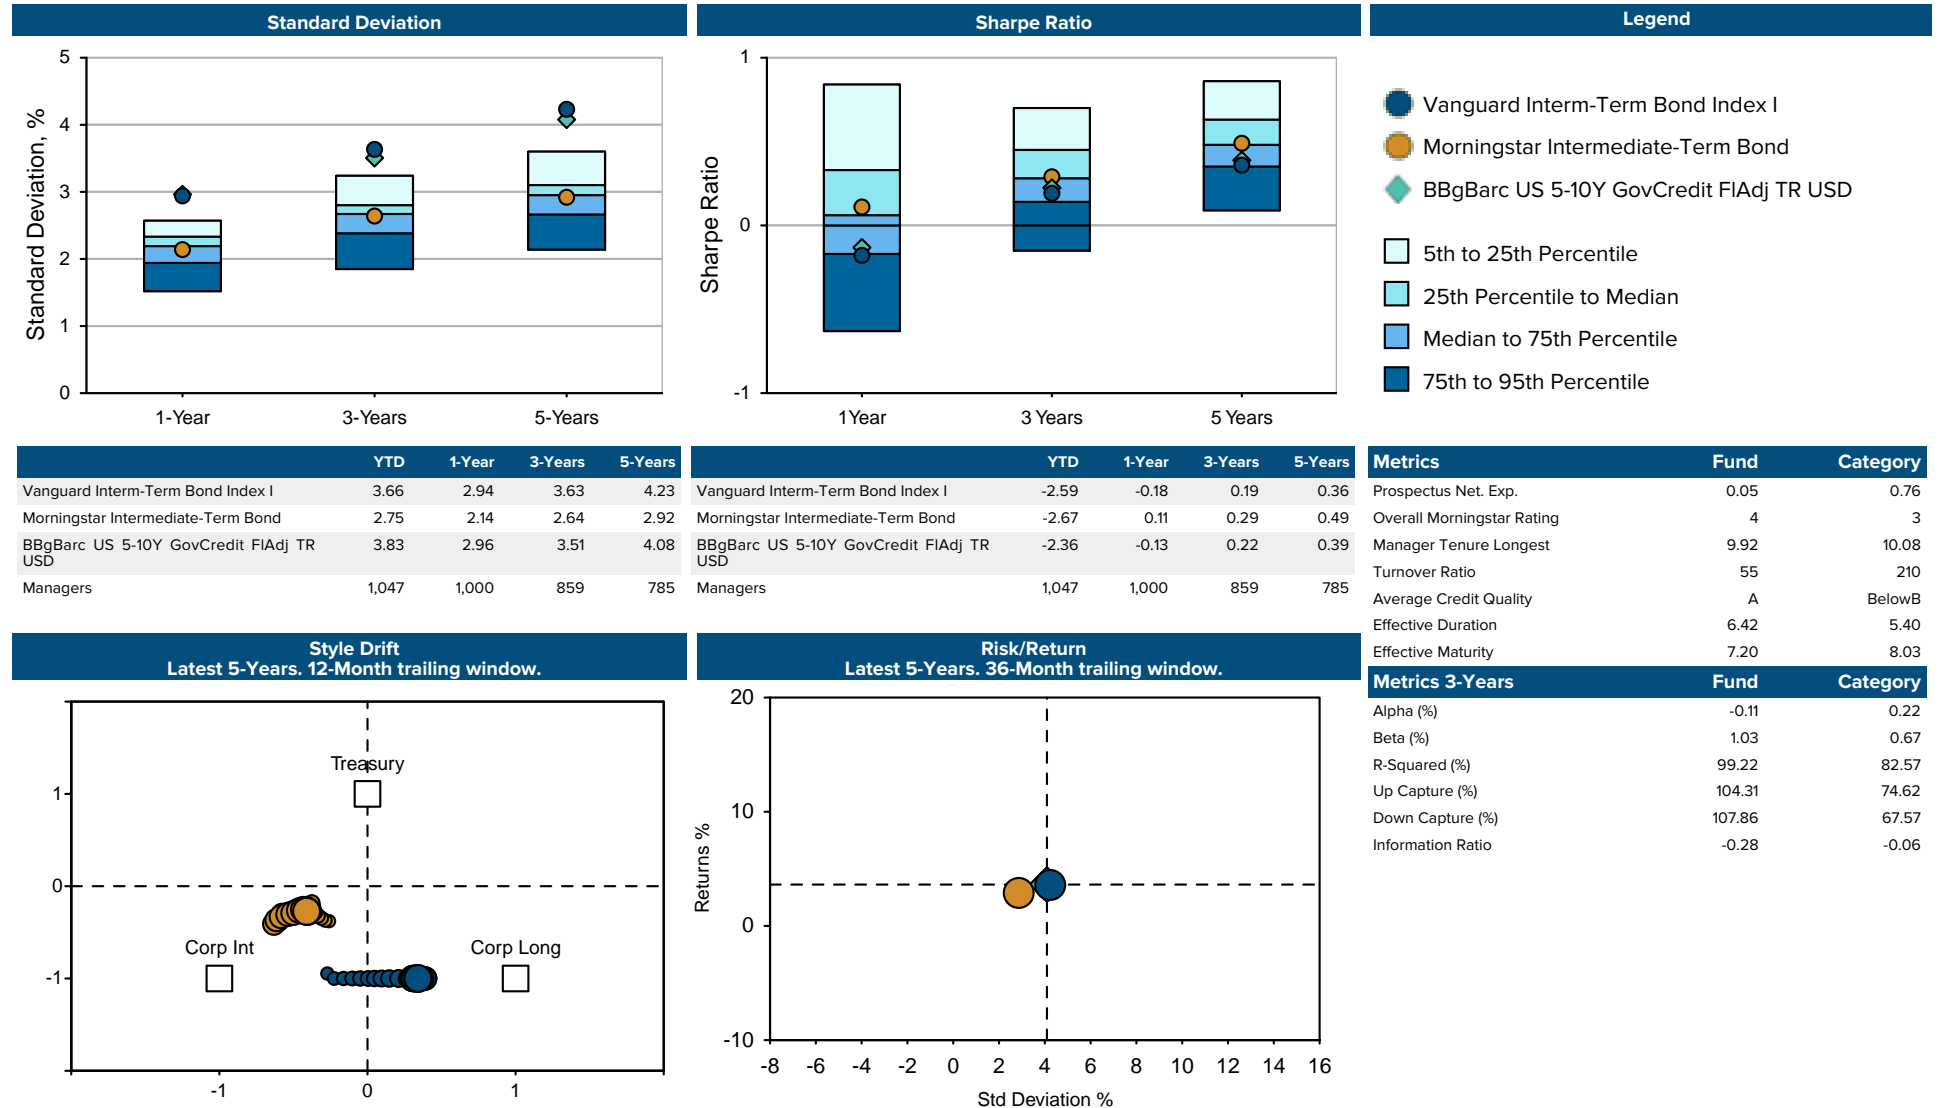 Standard Deviation
5
4
3
2
1
0
Standard Deviation, %
1-Year 3-Years 5-Years
Sharpe Ratio
1
0
-1
Sharpe Ratio
1 Year 3 Years 5 Years
Legend
Vanguard Interm-Term Bond Index I
Morningstar Intermediate-Term Bond
BBgBarc US 5-10Y GovCredit FlAdj TR USD
5th to 25th Percentile
25th Percentile to Median
Median to 75th Percentile
75th to 95th Percentile
YTD 1-Year 3-Years 5-Years
Vanguard Interm-Term Bond Index I 3.66 2.94 3.63 4.23
Morningstar Intermediate-Term Bond 2.75 2.14 2.64 2.92
BBgBarc US 5-10Y GovCredit FlAdj TR 3.83 2.96 3.51 4.08
USD
Managers 1,047 1,000 859 785
YTD 1-Year 3-Years 5-Years
Vanguard Interm-Term Bond Index I -2.59 -0.18 0.19 0.36
Morningstar Intermediate-Term Bond -2.67 0.11 0.29 0.49
BBgBarc US 5-10Y GovCredit FlAdj TR -2.36 -0.13 0.22 0.39
USD
Managers 1,047 1,000 859 785
Metrics Fund Category
Prospectus Net. Exp. 0.05 0.76
Overall Morningstar Rating 4 3
Manager Tenure Longest 9.92 10.08
Turnover Ratio 55 210
Average Credit Quality A BelowB
Effective Duration 6.42 5.40
Effective Maturity 7.20 8.03
Metrics 3-Years Fund Category
Alpha (%) -0.11 0.22
Beta (%) 1.03 0.67
R-Squared (%) 99.22 82.57
Up Capture (%) 104.31 74.62
Down Capture (%) 107.86 67.57
Information Ratio -0.28 -0.06
Style Drift
Latest 5-Years. 12-Month trailing window.
Treasury
1
0
Corp Int Corp Long
-1
-1 0 1
Risk/Return
Latest 5-Years. 36-Month trailing window.
20
10
0
-10
Returns %
-8 -6 -4 -2 0 2 4 6 8 10 12 14 16
Std Deviation %